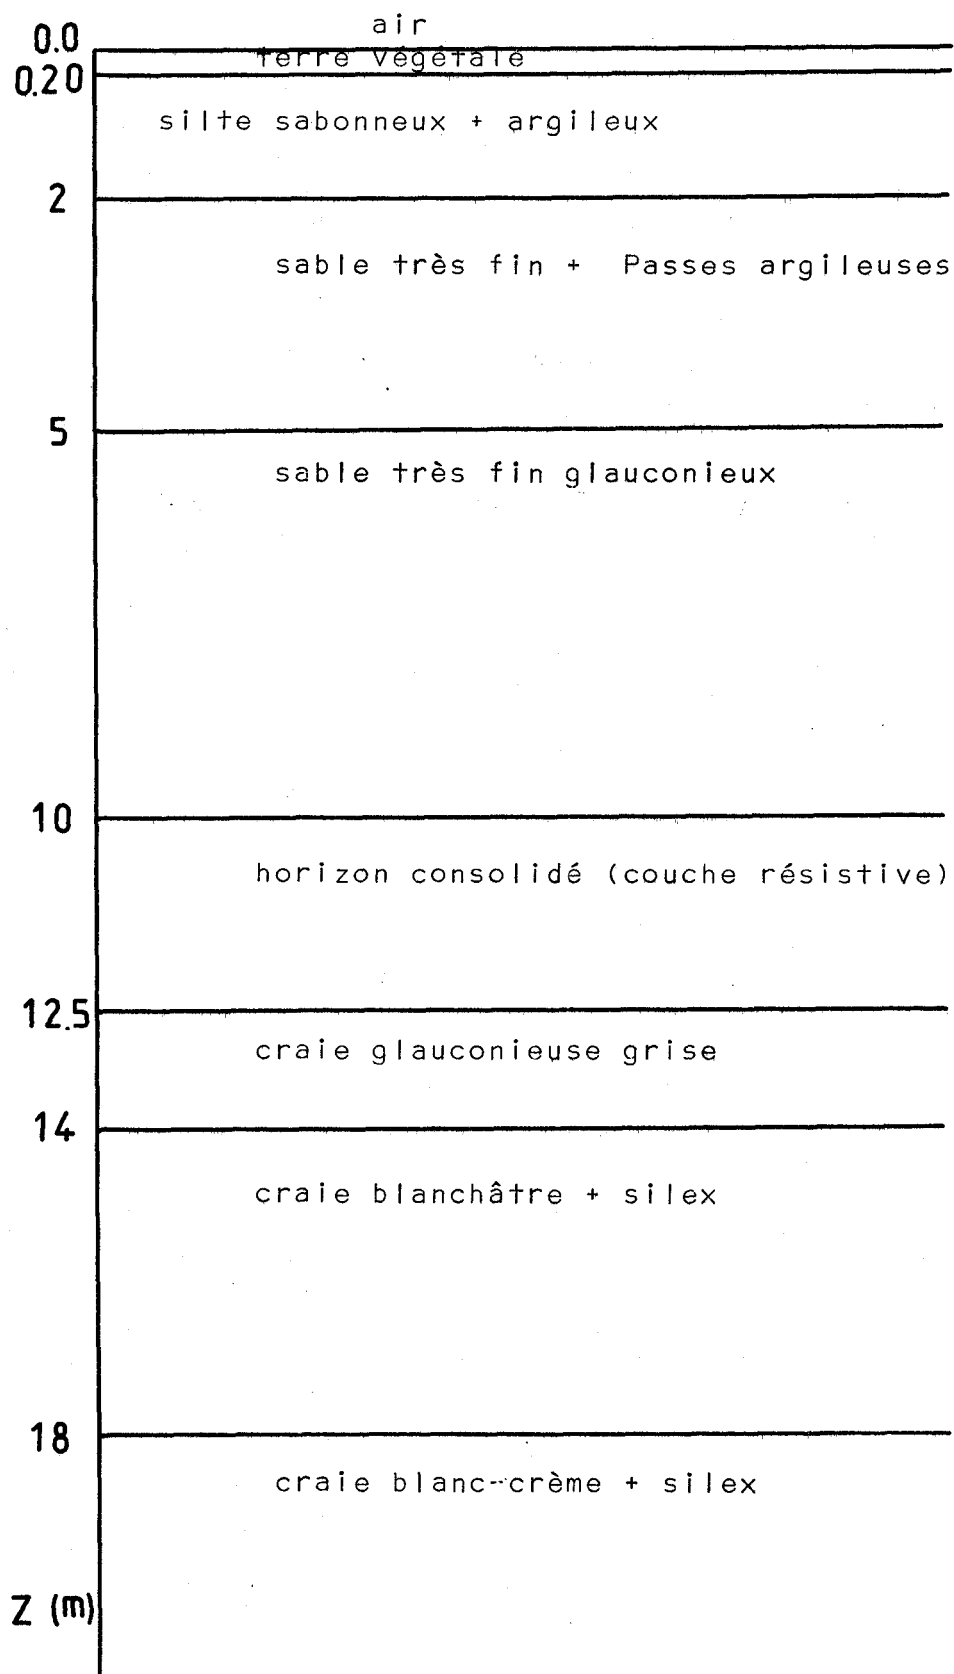 air
0.0
terre végétale
0.20
silte sabonneux + argileux
2
sable très fin + Passes argileuses
5
sable très fin glauconieux
10
horizon consolidé (couche résistive)
12.5
craie glauconieuse grise
14
craie blanchâtre + silex
18
craie blanc-crème + silex
Z (m)